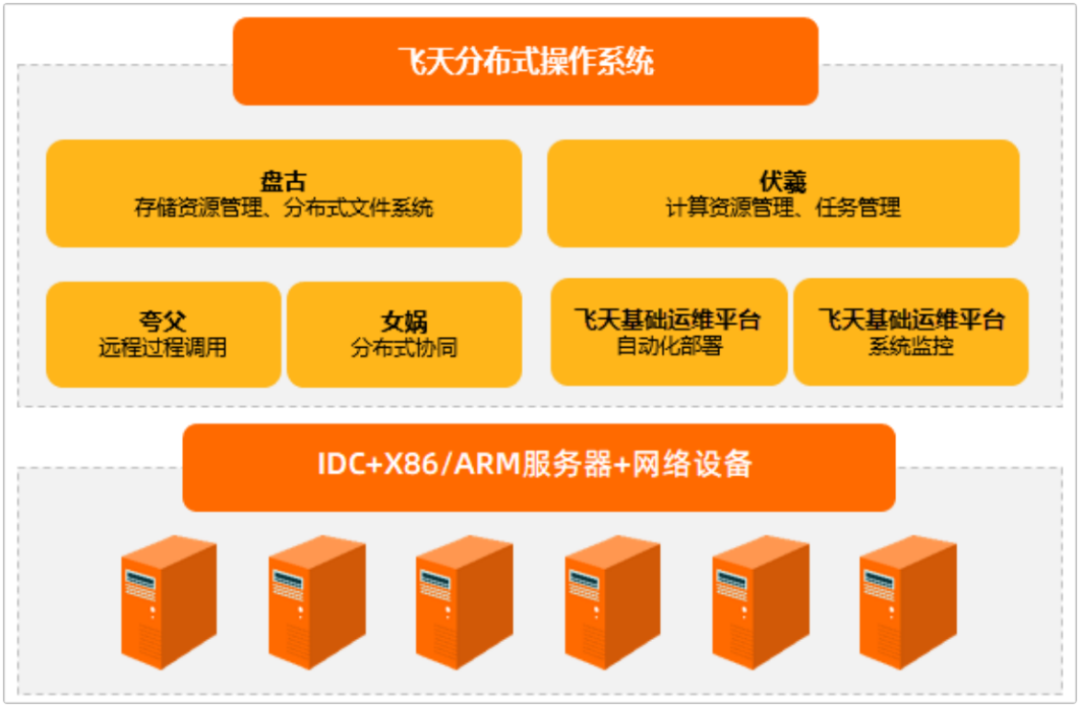 飞天分布式操作系统
盘古
存储资源管理、分布式文件系统
伏羲
计算资源管理、任务管理
夸父
远程过程调用
女娲
分布式协同
飞天基础运维平台
自动化部署
飞天基础运维平台
系统监控
IDC+X86/ARM服务器+网络设备